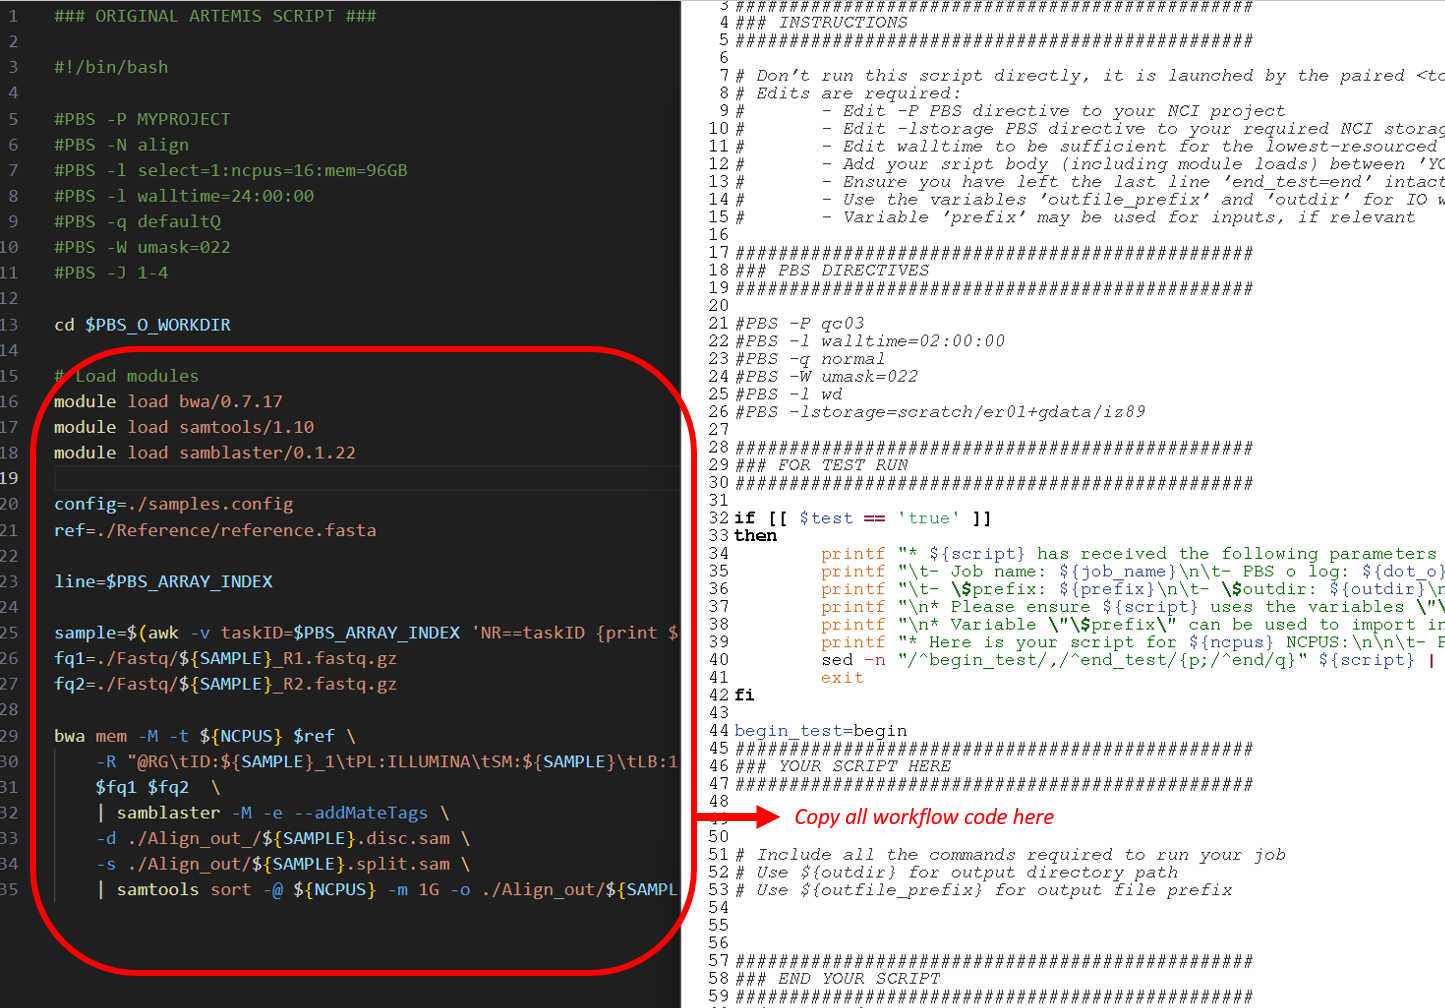 1 ### ORIGINAL ARTEMIS SCRIPT ###
2
3 #!/bin/bash
4
5 #PBS -P MYPROJECT
6 #PBS -N align
7 #PBS -l select=1:ncpus=16:mem=96GB
8 #PBS -l walltime=24:00:00
9 #PBS -q defaultQ
10 #PBS -W umask=022
11 #PBS -J 1-4
12
13 cd $PBS_O_WORKDIR
14
15 # Load modules
16 module load bwa/0.7.17
17 module load samtools/1.10
18 module load samblaster/0.1.22
19
20 config=./samples.config
21 ref=./Reference/reference.fasta
22
23 line=$PBS_ARRAY_INDEX
24
25 sample=$(awk -v taskID=$PBS_ARRAY_INDEX 'NR==taskID {print $
26 fq1=./Fastq/${SAMPLE}_R1.fastq.gz
27 fq2=./Fastq/${SAMPLE}_R2.fastq.gz
28
29 bwa mem -M -t ${NCPUS} $ref \
30 -R "@RG\tID:${SAMPLE}_1\tPL:ILLUMINA\tSM:${SAMPLE}\tLB:1
31 $fq1 $fq2 \
32 | samblaster -M -e --addMateTags \
33 -d ./Align_out_/${SAMPLE}.disc.sam \
34 -s ./Align_out/${SAMPLE}.split.sam \
35 | samtools sort -@ ${NCPUS} -m 1G -o ./Align_out/${SAMPL
3 ################################################
4 ### INSTRUCTIONS
5 ################################################
6
7 # Don't run this script directly, it is launched by the paired <to
8 # Edits are required:
9 # - Edit -P PBS directive to your NCI project
10 # - Edit -lstorage PBS directive to your required NCI storag
11 # - Edit walltime to be sufficient for the lowest-resourced
12 # - Add your sript body (including module loads) between 'YO
13 # - Ensure you have left the last line 'end_test=end' intact
14 # - Use the variables 'outfile_prefix' and 'outdir' for IO w
15 # - Variable 'prefix' may be used for inputs, if relevant
16
17 ################################################
18 ### PBS DIRECTIVES
19 ################################################
20
21 #PBS -P qc03
22 #PBS -l walltime=02:00:00
23 #PBS -q normal
24 #PBS -W umask=022
25 #PBS -l wd
26 #PBS -lstorage=scratch/er01+gdata/iz89
27
28 ################################################
29 ### FOR TEST RUN
30 ################################################
31
32 if [[ $test == 'true' ]]
33 then
34 printf "* ${script} has received the following parameters
35 printf "\t- Job name: ${job_name}\n\t- PBS o log: ${dot_o}
36 printf "\t- \$prefix: ${prefix}\n\t- \$outdir: ${outdir}\n
37 printf "\n* Please ensure ${script} uses the variables \"\
38 printf "\n* Variable \"\$prefix\" can be used to import in
39 printf "* Here is your script for ${ncpus} NCPUS:\n\n\t- P
40 sed -n "/^begin_test/,/^end_test/{p;/^end/q}" ${script} |
41 exit
42 fi
43
44 begin_test=begin
45 ################################################
46 ### YOUR SCRIPT HERE
47 ################################################
48
Copy all workflow code here
50
51 # Include all the commands required to run your job
52 # Use ${outdir} for output directory path
53 # Use ${outfile_prefix} for output file prefix
54
55
56
57 ################################################
58 ### END YOUR SCRIPT
59 ################################################